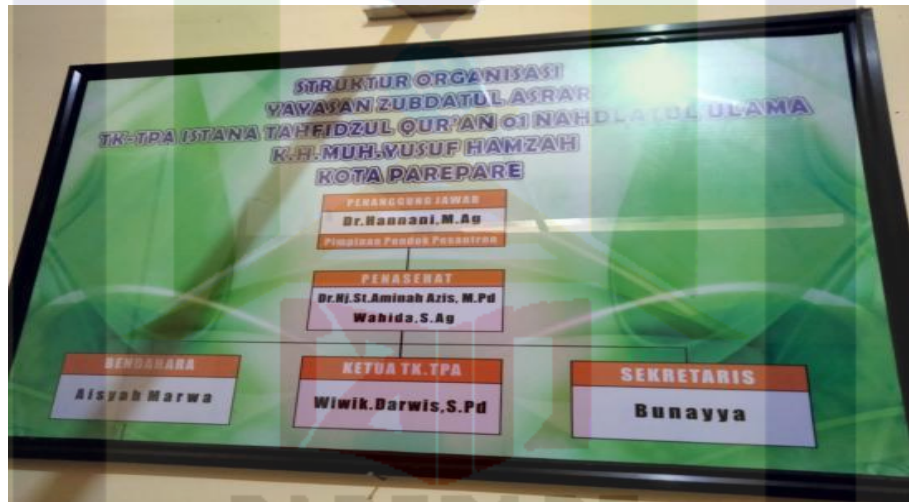 STRUKTUR ORGANISASI
YAYASAN ZUBDATUL ASRAR
TK-TPA ISTANA TAHFIDZUL QUR'AN 01 NAHDLATUL ULAMA
K.H.MUH.YUSUF HAMZAH
KOTA PAREPARE
PENANGGUNG JAWAB
Dr.Hannani,M.Ag
Pimpinan Pondok Pesantren
PENASEHAT
Dr.Hj.St.Aminah Azis, M.Pd
Wahida,S.Ag
BENDAHARA
Aisyah Marwa
KETUA TK.TPA
Wiwik.Darwis,S.Pd
SEKRETARIS
Bunayya